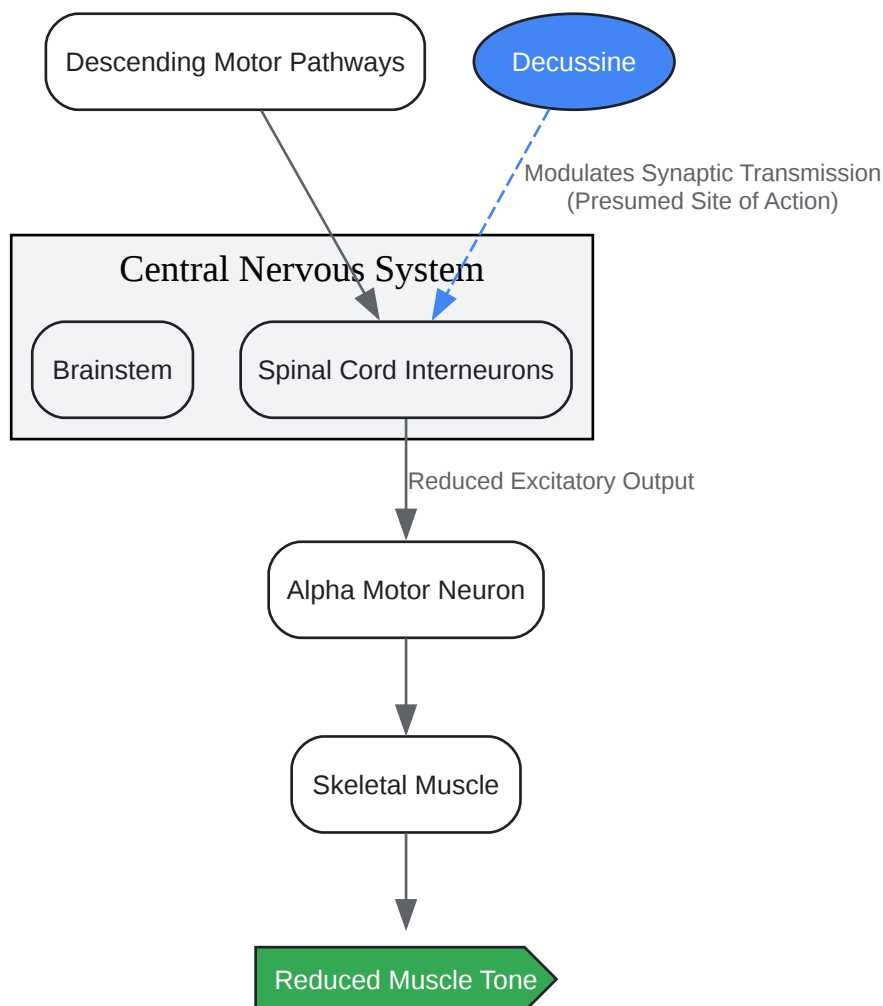 Descending Motor Pathways
Decussine
Modulates Synaptic Transmission
(Presumed Site of Action)
Central Nervous System
Brainstem
Spinal Cord Interneurons
Reduced Excitatory Output
Alpha Motor Neuron
Skeletal Muscle
Reduced Muscle Tone